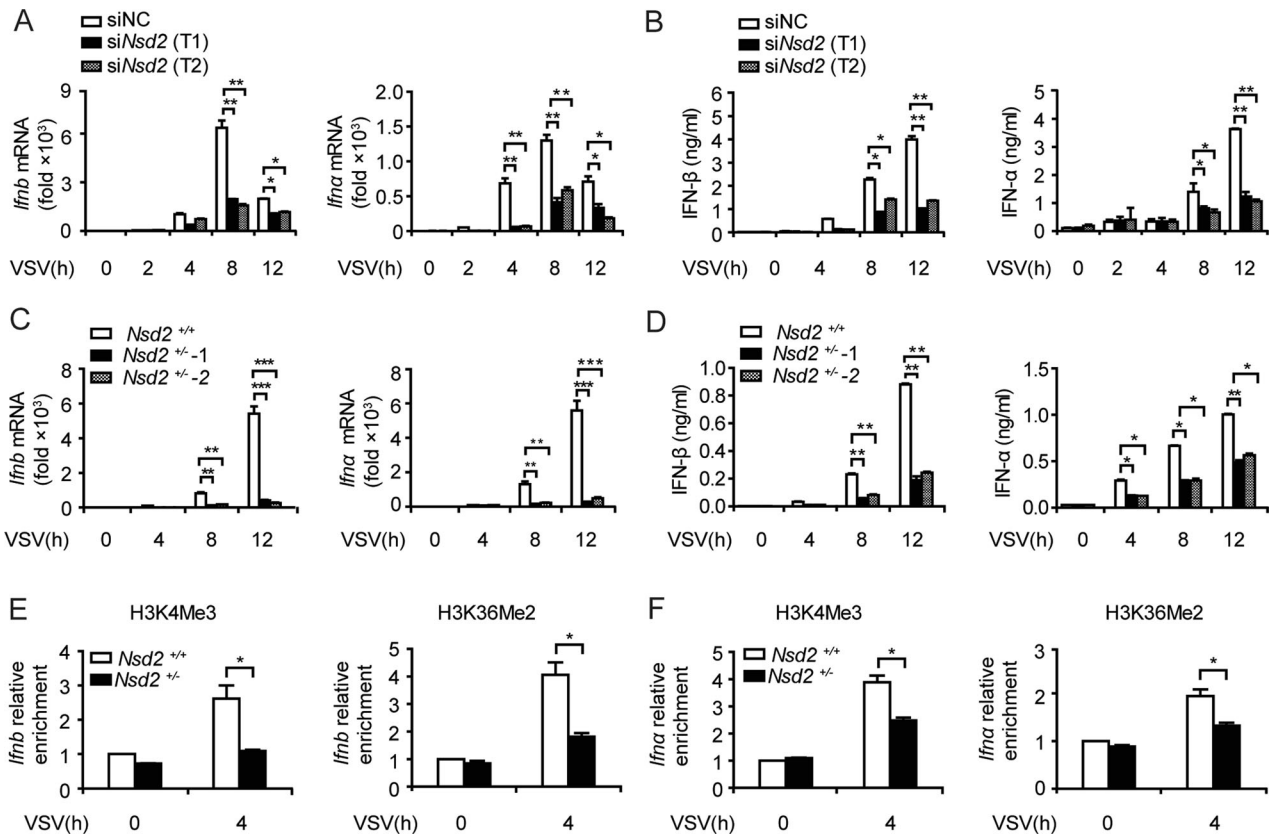 A
siNC
siNsd2 (T1)
siNsd2 (T2)
Ifnb mRNA
(fold ×10³)
9
6
3
0
**
**
*
*
VSV(h) 0 2 4 8 12
Ifnα mRNA
(fold ×10³)
2.0
1.5
1.0
0.5
0
**
**
**
**
*
*
0 2 4 8 12
B
siNC
siNsd2 (T1)
siNsd2 (T2)
IFN-β (ng/ml)
6
5
4
3
2
1
0
*
*
**
**
VSV(h) 0 4 8 12
IFN-α (ng/ml)
5
4
3
2
1
0
*
*
**
**
0 2 4 8 12
C
Nsd2 +/+
Nsd2 +/- -1
Nsd2 +/- -2
Ifnb mRNA
(fold ×10³)
8
6
4
2
0
**
**
***
***
VSV(h) 0 4 8 12
Ifnα mRNA
(fold ×10³)
8
6
4
2
0
**
**
***
***
0 4 8 12
D
Nsd2 +/+
Nsd2 +/- -1
Nsd2 +/- -2
IFN-β (ng/ml)
1.0
0.8
0.6
0.4
0.2
0.0
**
**
**
**
VSV(h) 0 4 8 12
IFN-α (ng/ml)
1.5
1.0
0.5
0.0
*
*
*
*
*
**
0 4 8 12
E
H3K4Me3
Nsd2 +/+
Nsd2 +/-
Ifnb relative
enrichment
4
3
2
1
0
*
VSV(h) 0 4
H3K36Me2
Ifnb relative
enrichment
5
4
3
2
1
0
*
0 4
F
H3K4Me3
Nsd2 +/+
Nsd2 +/-
Ifnα relative
enrichment
5
4
3
2
1
0
*
VSV(h) 0 4
H3K36Me2
Ifnα relative
enrichment
3
2
1
0
*
0 4